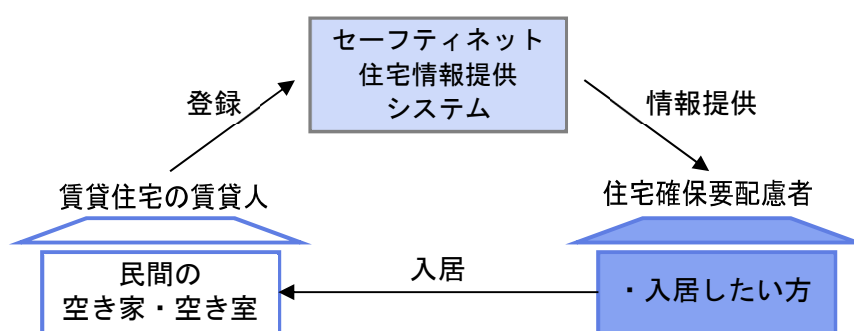 セーフティネット
住宅情報提供
システム
登録
情報提供
賃貸住宅の賃貸人
住宅確保要配慮者
民間の
空き家・空き室
入居
・入居したい方